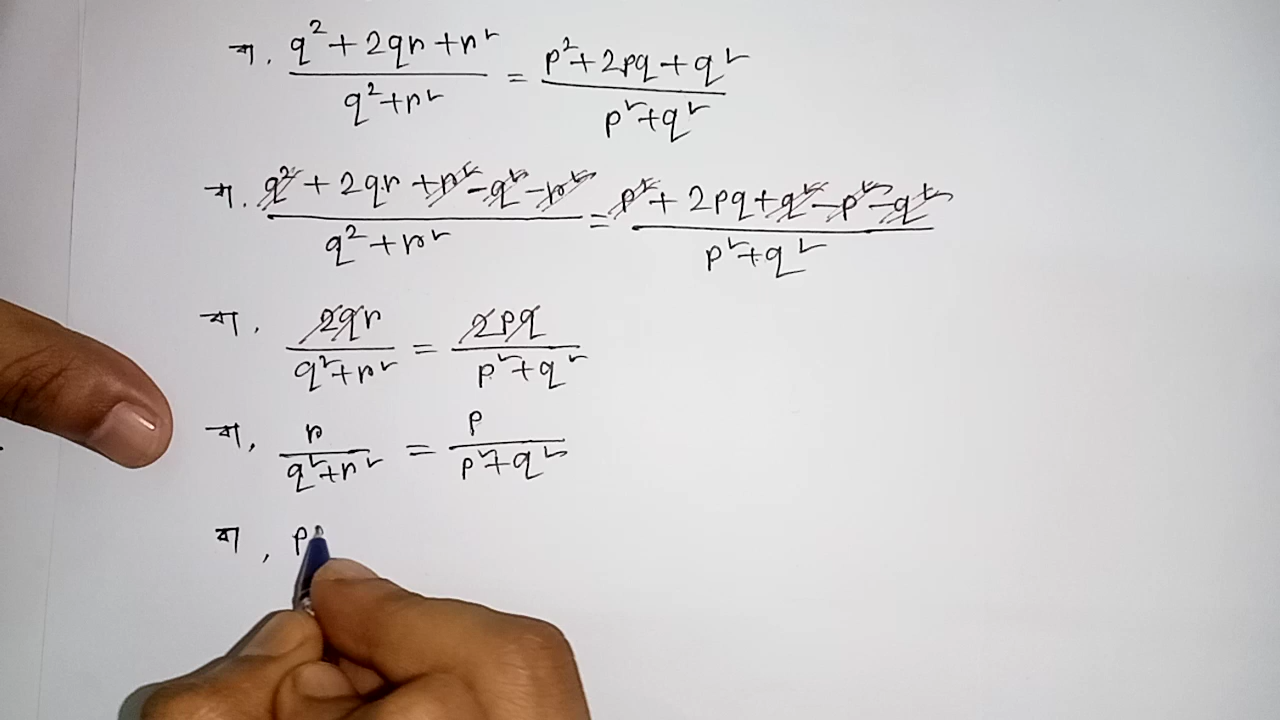 বা, q² + 2qr + r² / q² + r² = p² + 2pq + q² / p² + q²
বা, q² + 2qr + r² - q² - r² / q² + r² = p² + 2pq + q² - p² - q² / p² + q²
বা, 2qr / q² + r² = 2pq / p² + q²
বা, r / q² + r² = p / p² + q²
বা, p